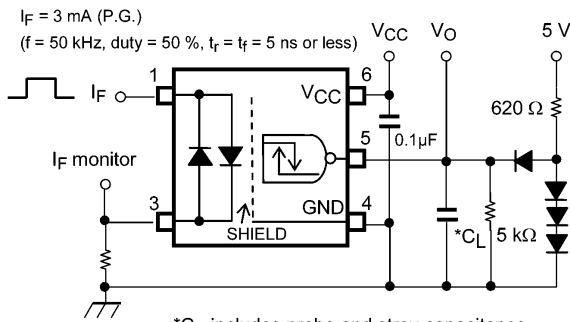 IF = 3 mA (P.G.)
(f = 50 kHz, duty = 50 %, tr = tf = 5 ns or less)
VCC
VO
5 V
1
6
IF
VCC
620 Ω
5
0.1μF
IF monitor
3
GND
4
SHIELD
*CL
5 kΩ